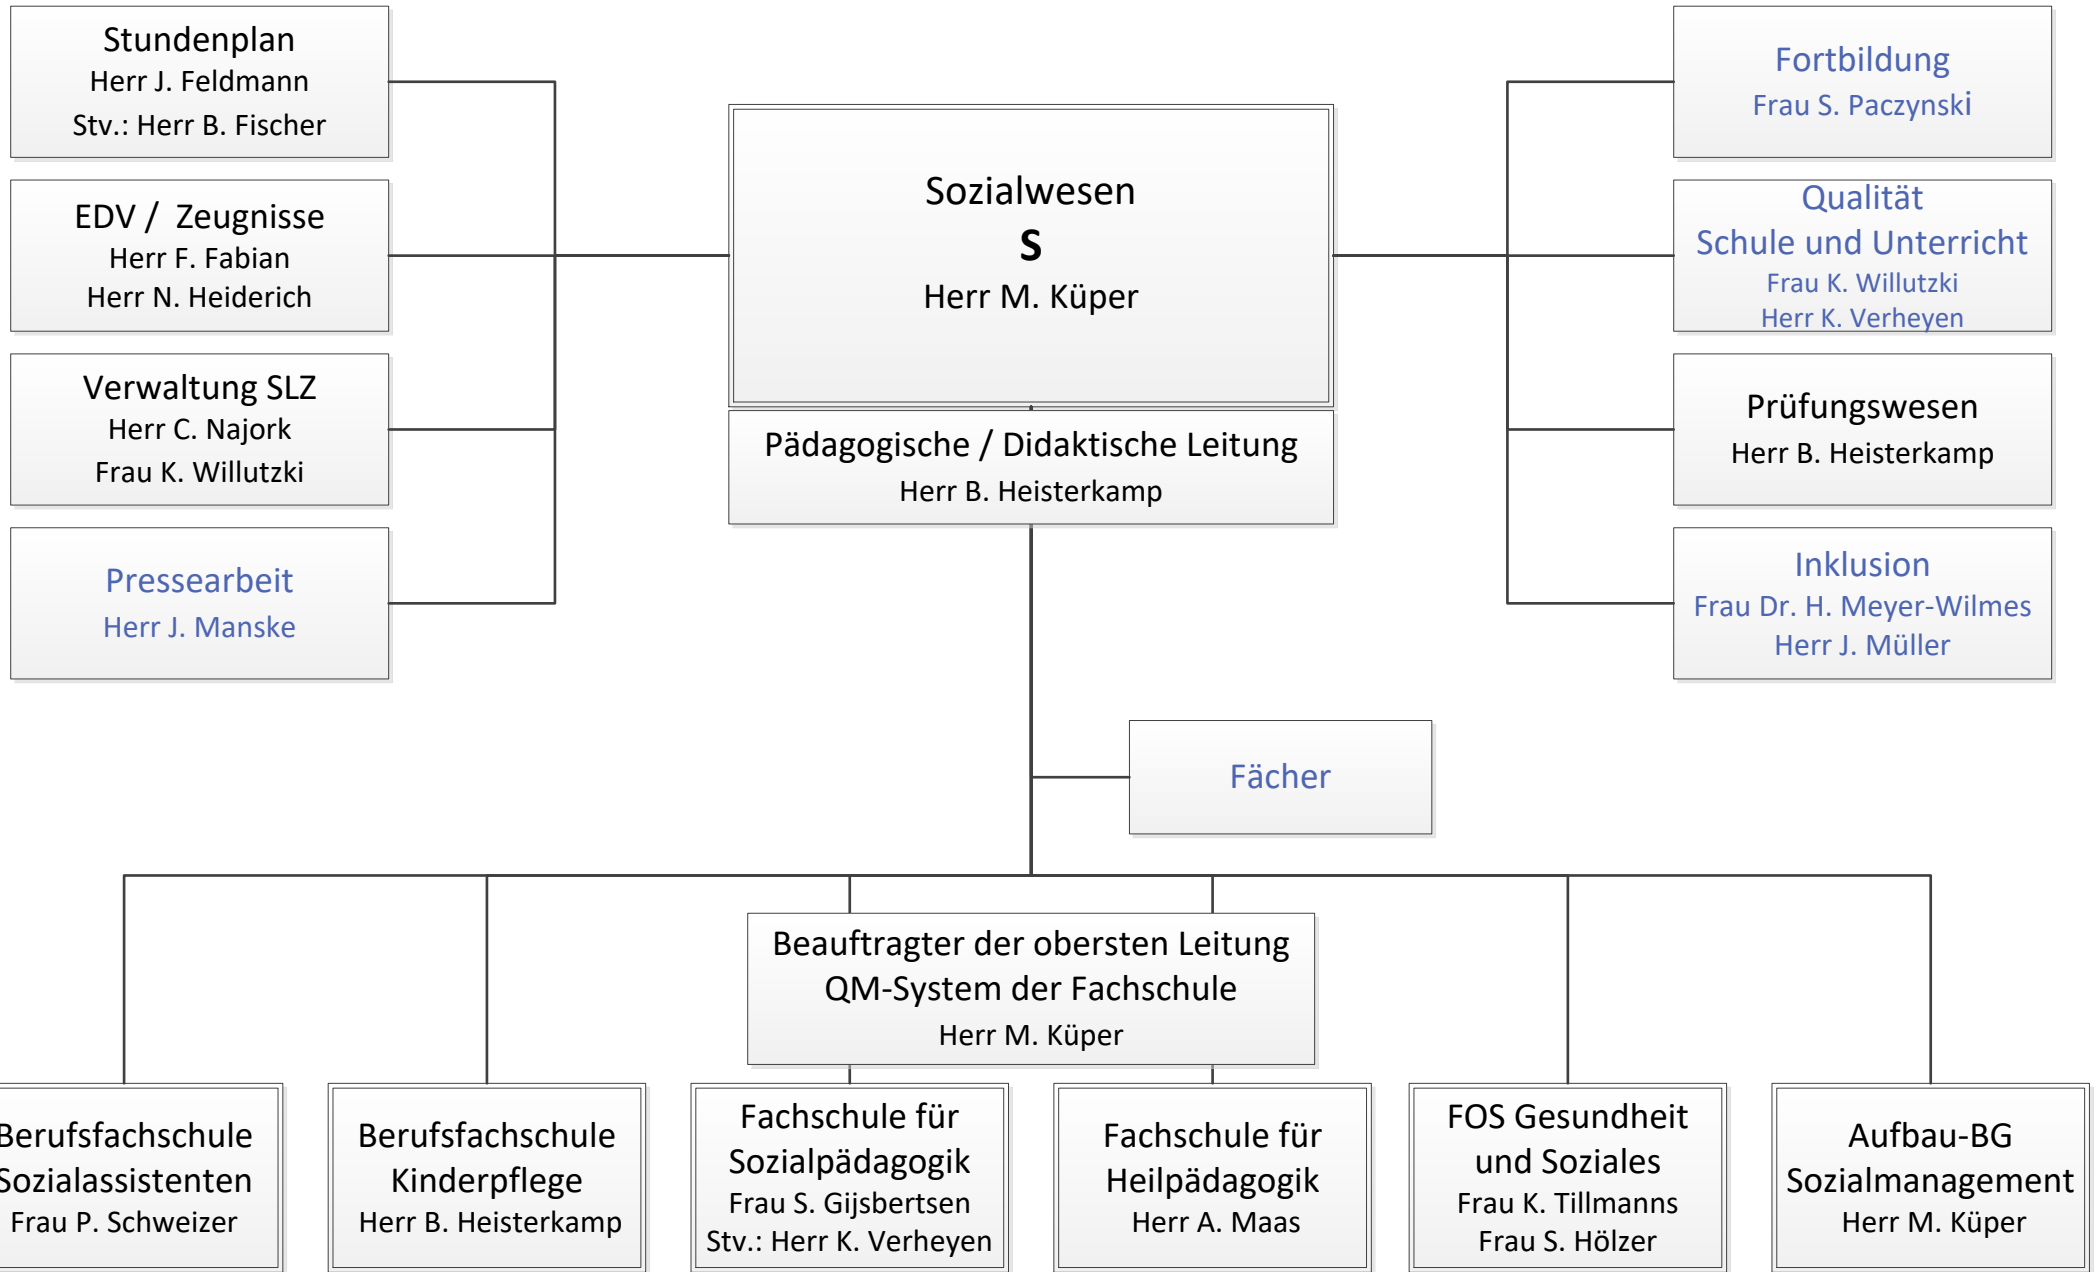 Stundenplan
Herr J. Feldmann
Stv.: Herr B. Fischer
EDV / Zeugnisse
Herr F. Fabian
Herr N. Heiderich
Verwaltung SLZ
Herr C. Najork
Frau K. Willutzki
Pressearbeit
Herr J. Manske
Sozialwesen
S
Herr M. Küper
Pädagogische / Didaktische Leitung
Herr B. Heisterkamp
Fortbildung
Frau S. Paczynski
Qualität
Schule und Unterricht
Frau K. Willutzki
Herr K. Verheyen
Prüfungswesen
Herr B. Heisterkamp
Inklusion
Frau Dr. H. Meyer-Wilmes
Herr J. Müller
Fächer
Beauftragter der obersten Leitung
QM-System der Fachschule
Herr M. Küper
Berufsfachschule
Sozialassistenten
Frau P. Schweizer
Berufsfachschule
Kinderpflege
Herr B. Heisterkamp
Fachschule für
Sozialpädagogik
Frau S. Gijsbertsen
Stv.: Herr K. Verheyen
Fachschule für
Heilpädagogik
Herr A. Maas
FOS Gesundheit
und Soziales
Frau K. Tillmanns
Frau S. Hölzer
Aufbau-BG
Sozialmanagement
Herr M. Küper